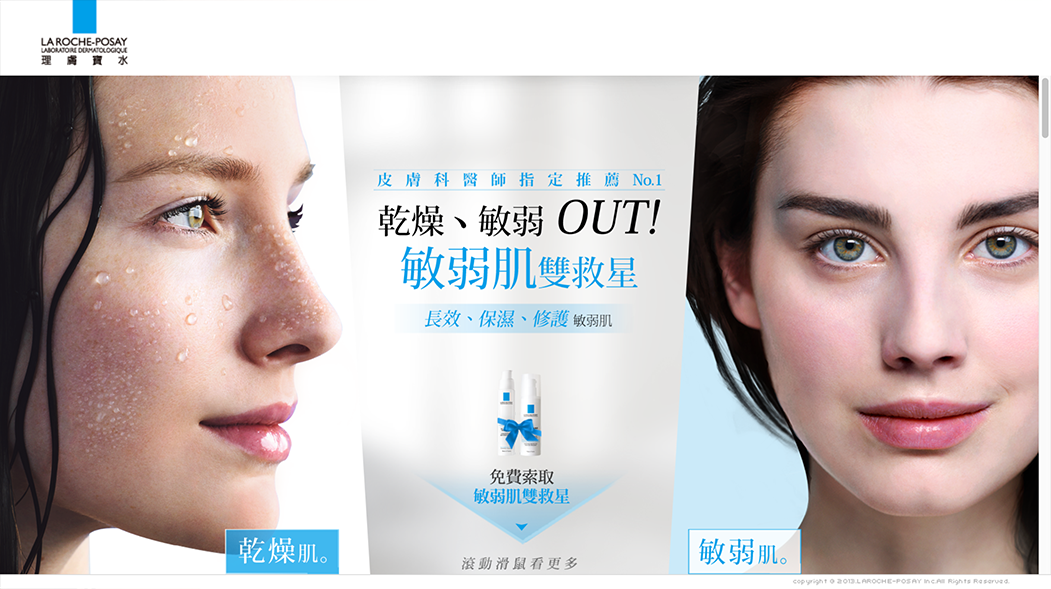 LA ROCHE-POSAY
LABORATOIRE DERMATOLOGIQUE
理膚寶水
皮膚科醫師指定推薦 No.1
乾燥、敏弱 OUT!
敏弱肌雙救星
長效、保濕、修護 敏弱肌
免費索取
敏弱肌雙救星
滾動滑鼠看更多
乾燥肌。
敏弱肌。
copyright © 2013.LAROCHE-POSAY Inc.All Rights Reserved.